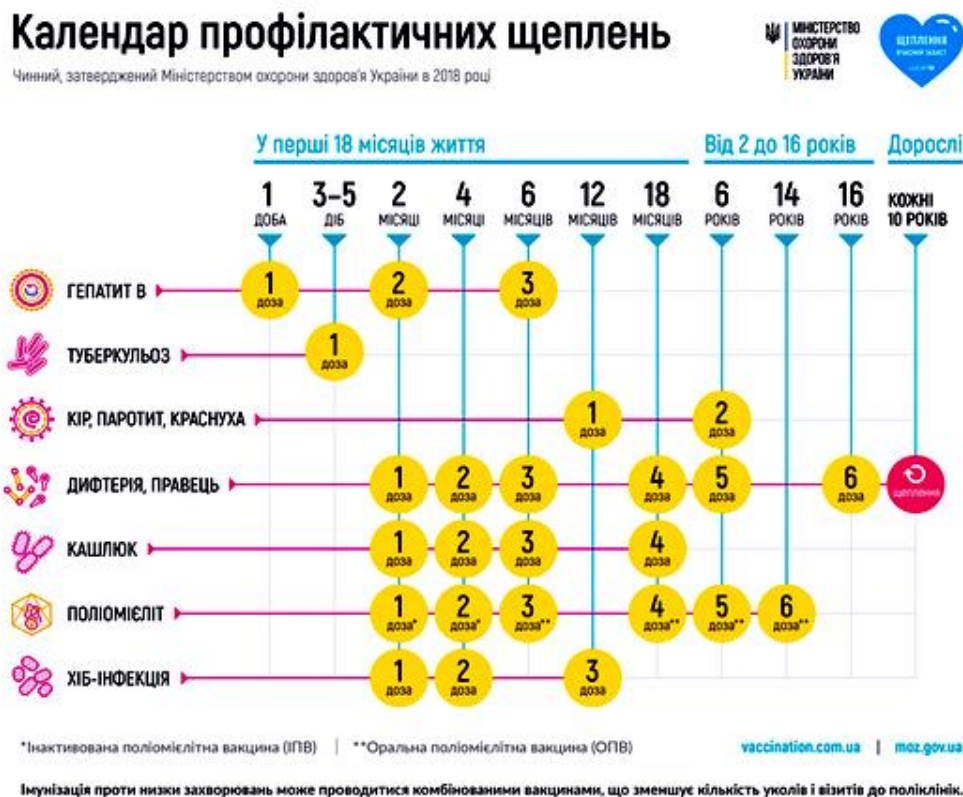 Календар профілактичних щеплень
Чинний, затверджений Міністерством охорони здоров'я України в 2018 році
МІНІСТЕРСТВО
ОХОРОНИ
ЗДОРОВ'Я
УКРАЇНИ
ЩЕПЛЕННЯ
У перші 18 місяців життя
Від 2 до 16 років
Дорослі
1 3–5 2 4 6 12 18 6 14 16 КОЖНІ
ДОБА ДІБ МІСЯЦІ МІСЯЦІ МІСЯЦІВ МІСЯЦІВ МІСЯЦІВ РОКІВ РОКІВ РОКІВ 10 РОКІВ
ГЕПАТИТ В 1 доза 2 доза 3 доза
ТУБЕРКУЛЬОЗ 1 доза
КІР, ПАРОТИТ, КРАСНУХА 1 доза 2 доза
ДИФТЕРІЯ, ПРАВЕЦЬ 1 доза 2 доза 3 доза 4 доза 5 доза 6 доза щеплення
КАШЛЮК 1 доза 2 доза 3 доза 4 доза
ПОЛІОМІЄЛІТ 1 доза* 2 доза* 3 доза** 4 доза** 5 доза** 6 доза**
ХІБ-ІНФЕКЦІЯ 1 доза 2 доза 3 доза
*Інактивована поліомієлітна вакцина (ІПВ) | **Оральна поліомієлітна вакцина (ОПВ)
vaccination.com.ua | moz.gov.ua
Імунізація проти низки захворювань може проводитися комбінованими вакцинами, що зменшує кількість уколів і візитів до поліклінік.